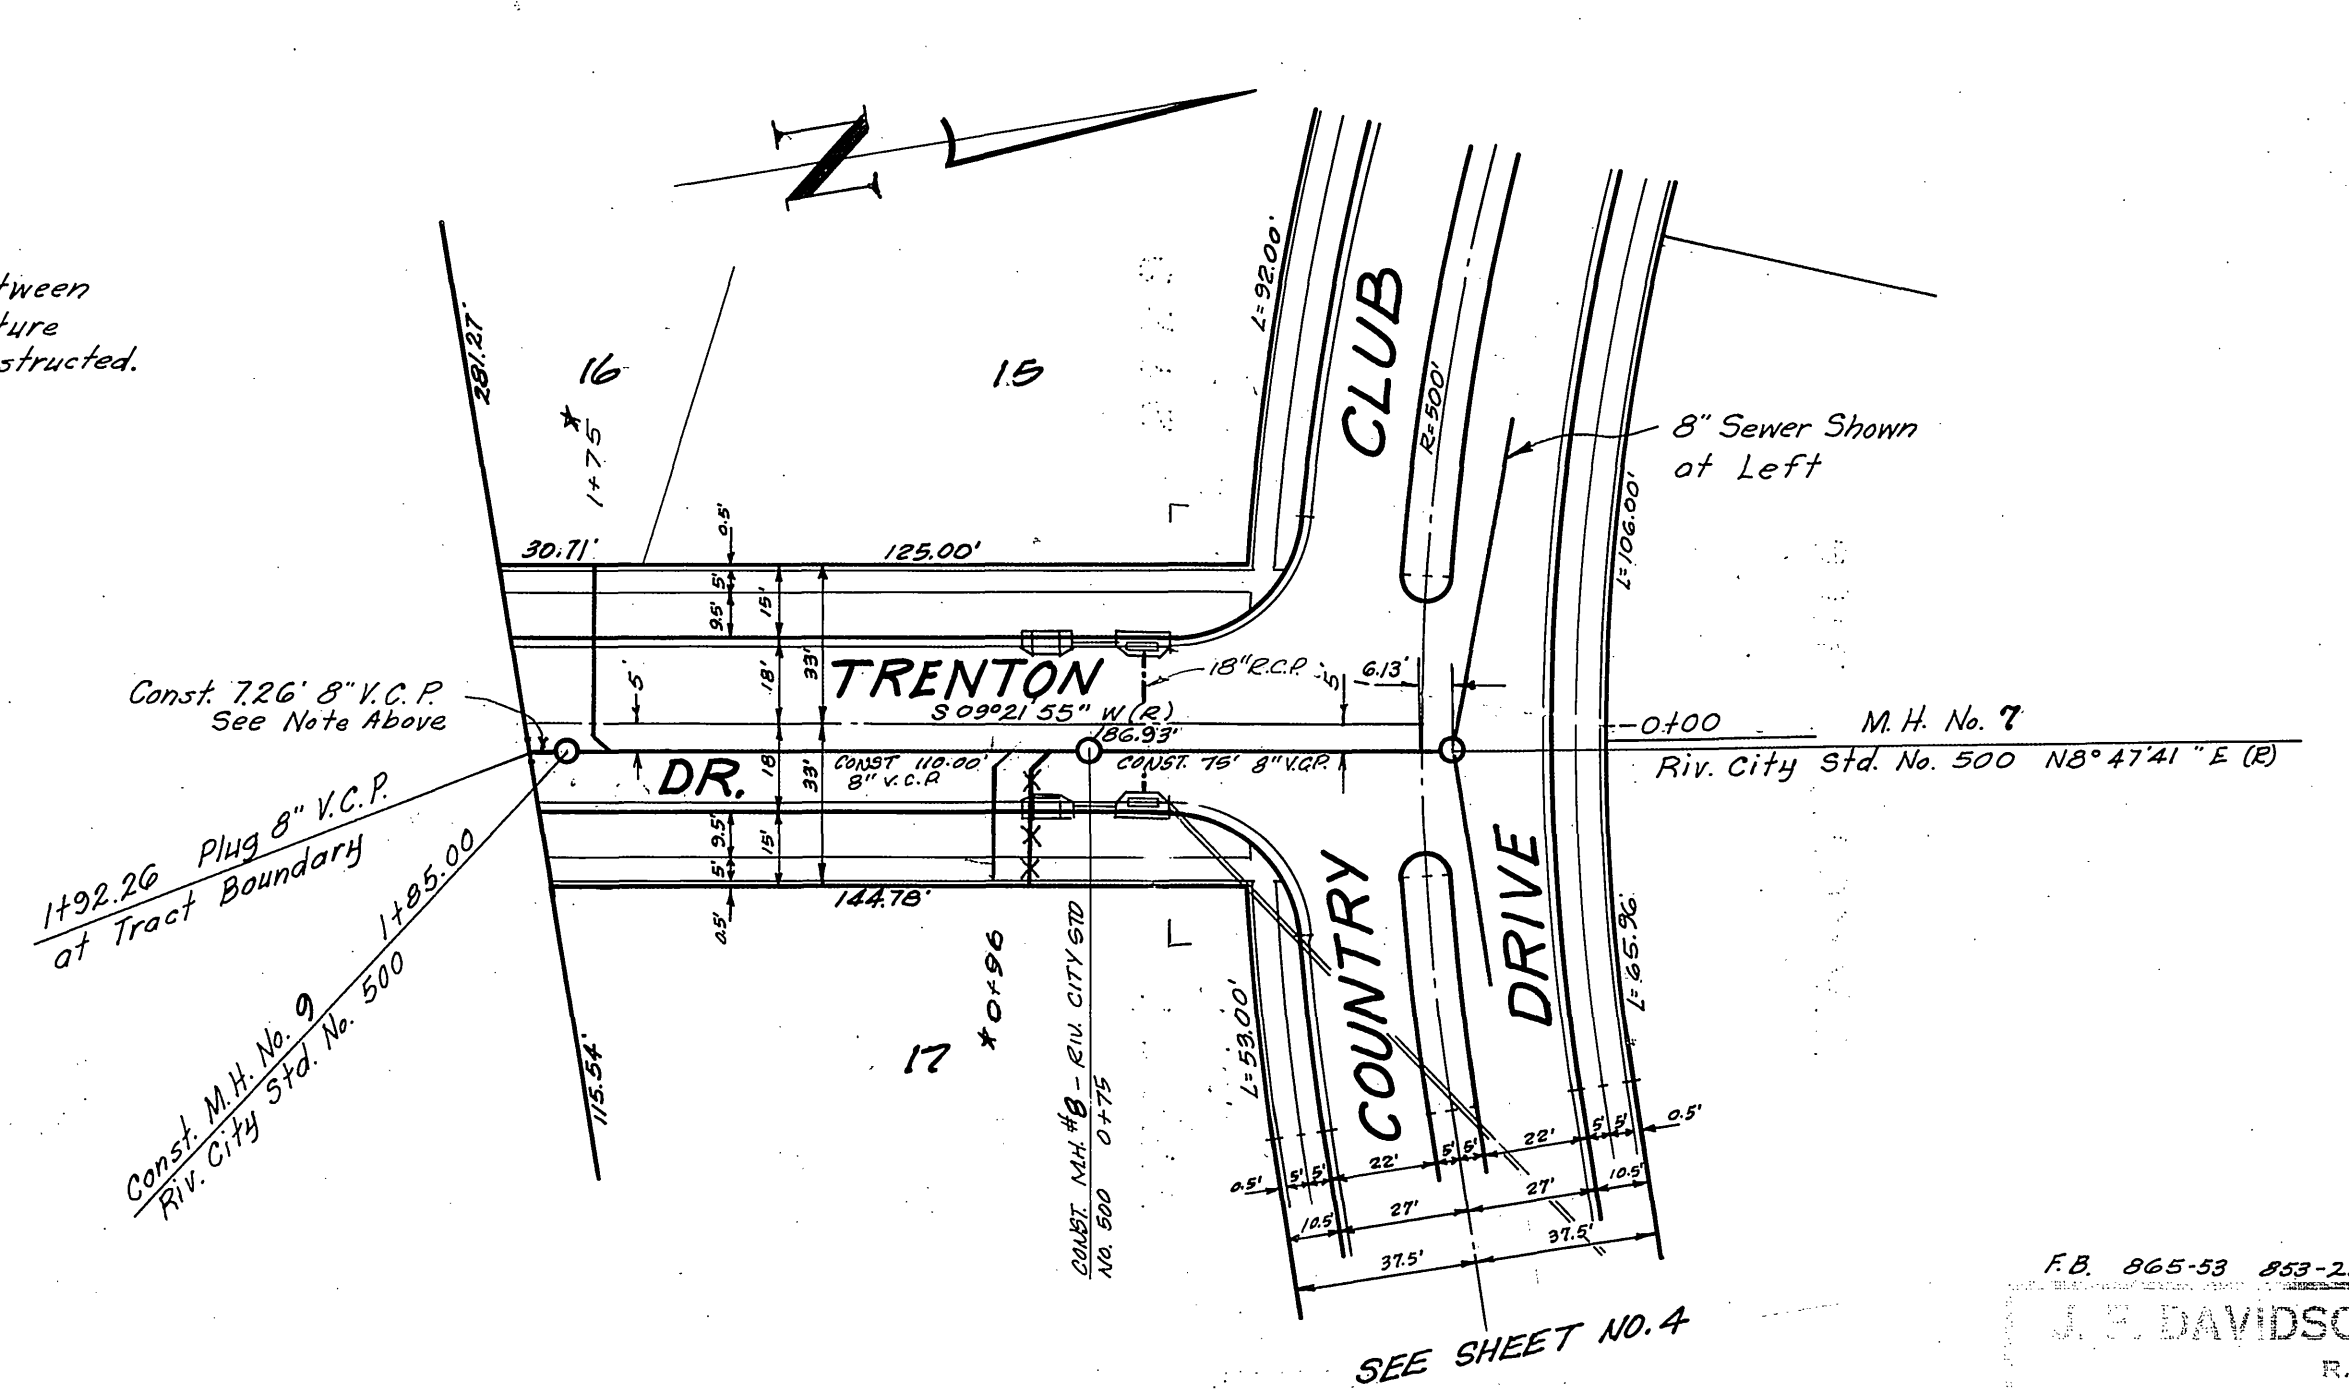 N
tween
ture
structed.
281.27'
16
1+75 *
15
L=92.00'
CLUB
R=500'
8" Sewer Shown
at Left
L=106.00'
30.71'
125.00'
0.5'
5'
9.5'
15'
18'
33'
5'
TRENTON
18" R.C.P.
5'
6.13'
S 09°21'55" W (R)
186.93'
Const. 7.26' 8" V.C.P.
See Note Above
DR.
CONST 110.00'
8" V.C.P.
CONST. 75' 8" V.C.P.
0+00
M.H. No. 7
Riv. City Std. No. 500 N8°47'41"E (R)
18'
33'
9.5'
15'
5'
0.5'
144.78'
1+92.26 Plug 8" V.C.P.
at Tract Boundary
Const. M.H. No. 9 1+85.00
Riv. City Std. No. 500
115.54'
17
* 0+96
CONST. M.H. #8 - RIV. CITY STD
NO. 500 0+75
L=53.00'
COUNTRY
DRIVE
L=65.96'
0.5'
5'
5'
22'
5'
5'
22'
5'
5'
0.5'
10.5'
27'
27'
10.5'
37.5'
37.5'
SEE SHEET NO. 4
F.B. 865-53 853-2
J. F. DAVIDSO
R.